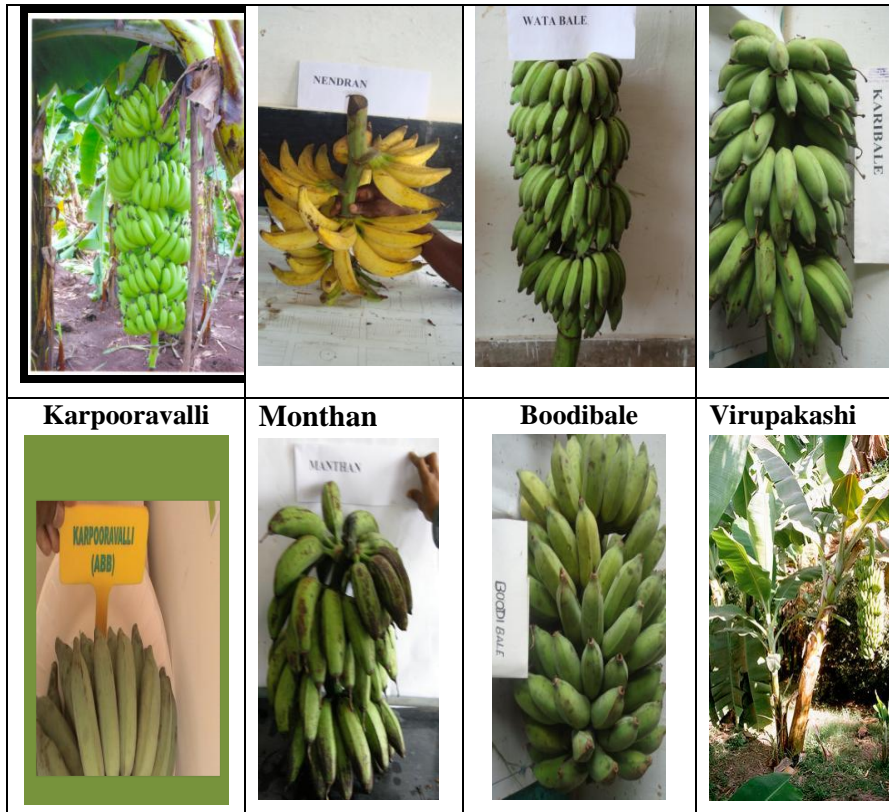 NENDRAN
WATA BALE
KARIBALE
Karpooravalli
Monthan
Boodibale
Virupakashi
KARPOORAVALLI
(ABB)
MANTHAN
BOODI BALE